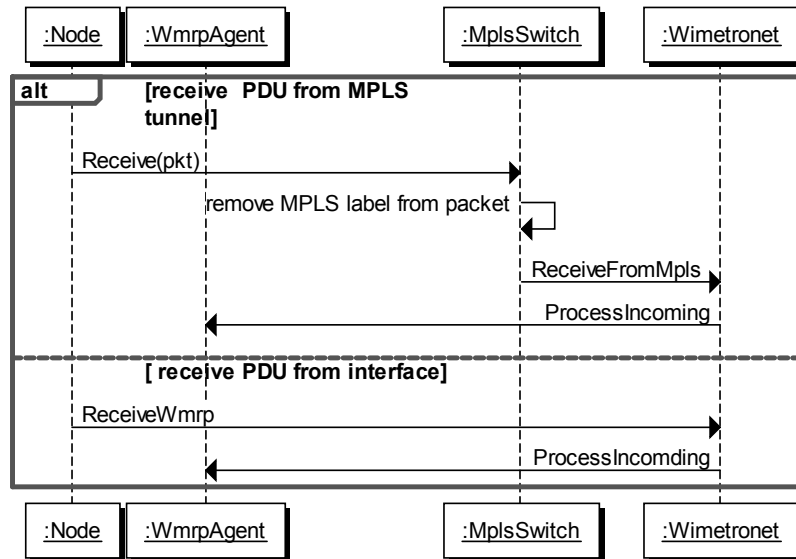 :Node :WmrpAgent :MplsSwitch :Wimetronet
alt [receive PDU from MPLS
tunnel]
Receive(pkt)
remove MPLS label from packet
ReceiveFromMpls
ProcessIncoming
[ receive PDU from interface]
ReceiveWmrp
ProcessIncomding
:Node :WmrpAgent :MplsSwitch :Wimetronet